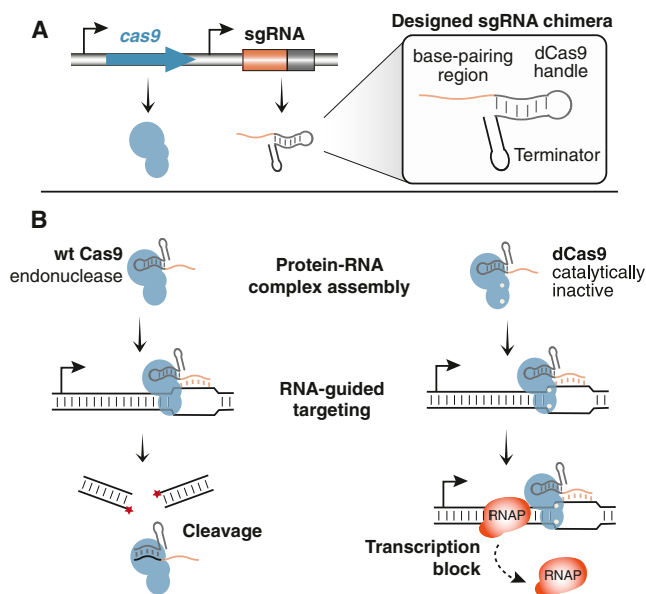 A
cas9
sgRNA
Designed sgRNA chimera
base-pairing
region
dCas9
handle
Terminator
B
wt Cas9
endonuclease
Protein-RNA
complex assembly
dCas9
catalytically
inactive
RNA-guided
targeting
Cleavage
RNAP
Transcription
block
RNAP